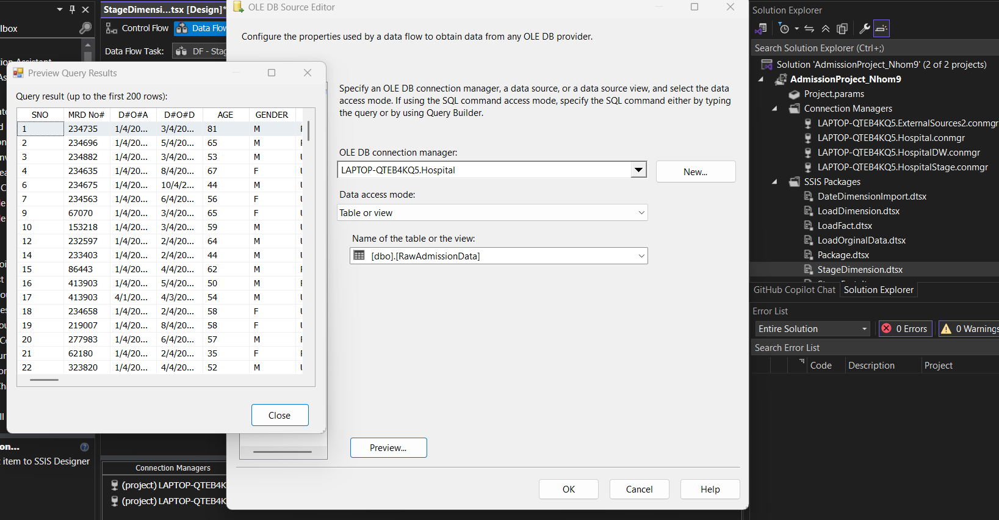 StageDimensi...tsx [Design]*
Control Flow
Data Flow
Data Flow Task:
DF - Stag
OLE DB Source Editor
Configure the properties used by a data flow to obtain data from any OLE DB provider.
Specify an OLE DB connection manager, a data source, or a data source view, and select the data
access mode. If using the SQL command access mode, specify the SQL command either by typing
the query or by using Query Builder.
OLE DB connection manager:
LAPTOP-QTEB4KQ5.Hospital
New...
Data access mode:
Table or view
Name of the table or the view:
[dbo].[RawAdmissionData]
Preview...
OK
Cancel
Help
Preview Query Results
Query result (up to the first 200 rows):
SNO MRD No# D#O#A D#O#D AGE GENDER
1 234735 1/4/20... 3/4/20... 81 M
2 234696 1/4/20... 5/4/20... 65 M
3 234882 1/4/20... 3/4/20... 53 M
4 234635 1/4/20... 8/4/20... 67 F
6 234675 1/4/20... 10/4/2... 44 M
7 234563 1/4/20... 6/4/20... 56 F
9 67070 1/4/20... 3/4/20... 65 F
10 153218 1/4/20... 3/4/20... 59 M
12 232597 1/4/20... 2/4/20... 64 M
14 233403 1/4/20... 2/4/20... 44 M
15 86443 1/4/20... 4/4/20... 62 M
16 413903 1/4/20... 5/4/20... 50 M
17 413903 4/1/20... 4/3/20... 54 M
18 234658 1/4/20... 2/4/20... 58 F
19 219007 1/4/20... 8/4/20... 58 F
20 277983 1/4/20... 6/4/20... 57 M
21 62180 1/4/20... 2/4/20... 35 F
22 323820 1/4/20... 4/4/20... 52 M
Close
lbox
on...
item to SSIS Designer
Connection Managers
(project) LAPTOP-QTEB4K
(project) LAPTOP-QTEB4K
Solution Explorer
Search Solution Explorer (Ctrl+;)
Solution 'AdmissionProject_Nhom9' (2 of 2 projects)
AdmissionProject_Nhom9
Project.params
Connection Managers
LAPTOP-QTEB4KQ5.ExternalSources2.conmgr
LAPTOP-QTEB4KQ5.Hospital.conmgr
LAPTOP-QTEB4KQ5.HospitalDW.conmgr
LAPTOP-QTEB4KQ5.HospitalStage.conmgr
SSIS Packages
DateDimensionImport.dtsx
LoadDimension.dtsx
LoadFact.dtsx
LoadOrginalData.dtsx
Package.dtsx
StageDimension.dtsx
GitHub Copilot Chat
Solution Explorer
Error List
Entire Solution
0 Errors
0 Warnings
Search Error List
Code
Description
Project